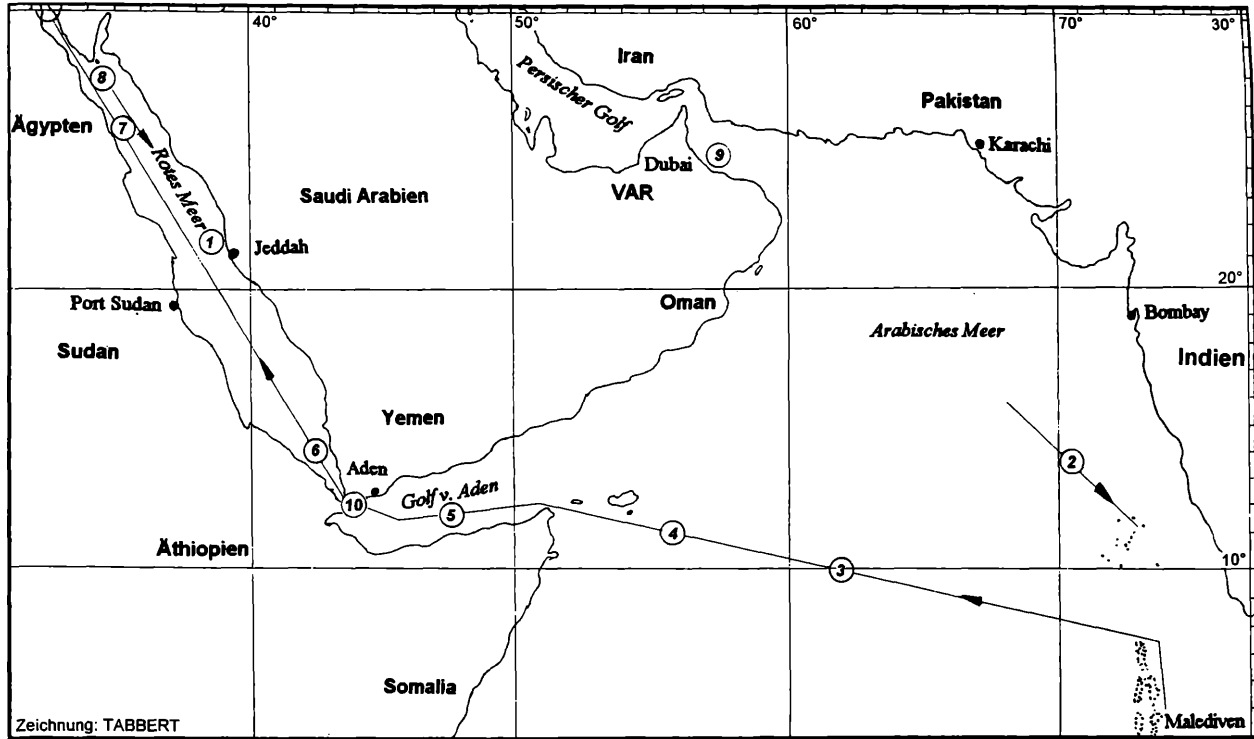 40° 50° 60° 70° 30°
Iran
Persischer Golf
8
Pakistan
Ägypten
7
Karachi
9
Dubai
Rotes Meer
Saudi Arabien
VAR
1
Jeddah
20°
Port Sudan
Oman
Bombay
Arabisches Meer
Sudan
Indien
Yemen
6
2
Aden
Golf v. Aden
10
5
4
Äthiopien
3
10°
Somalia
Zeichnung: TABBERT
Malediven